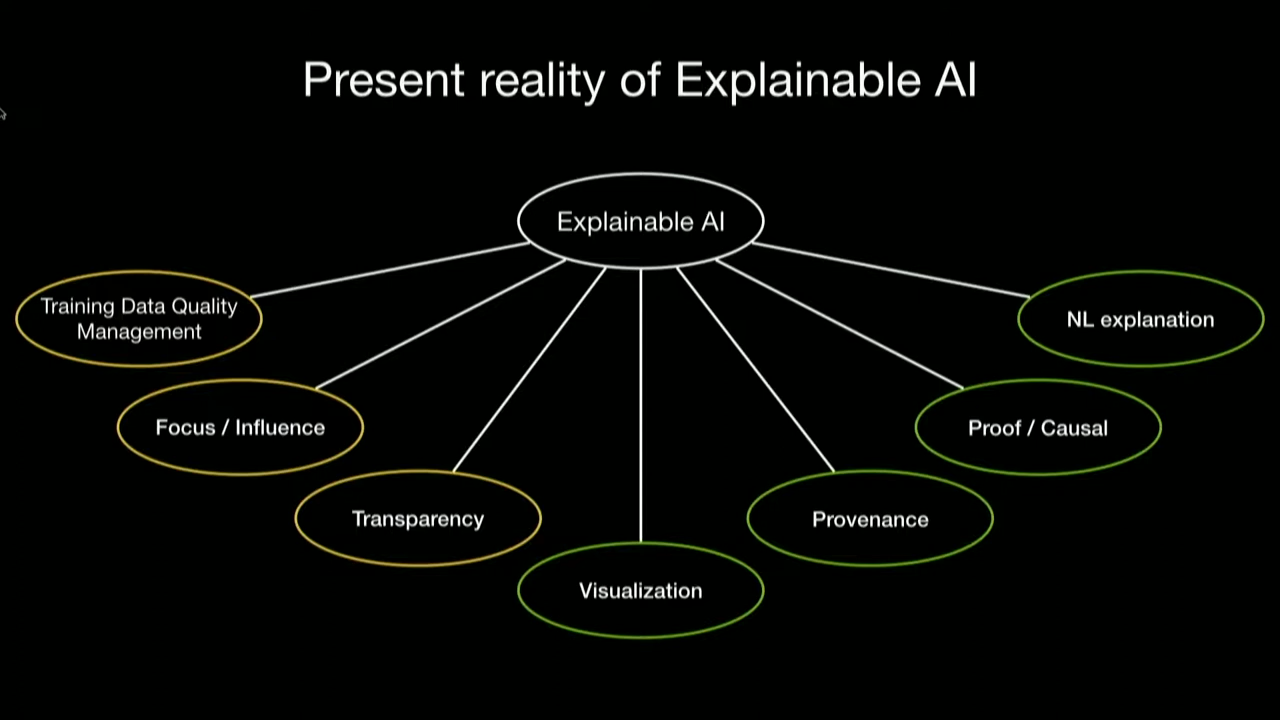 Present reality of Explainable AI
Explainable AI
Training Data Quality
Management
NL explanation
Focus / Influence
Proof / Causal
Transparency
Provenance
Visualization